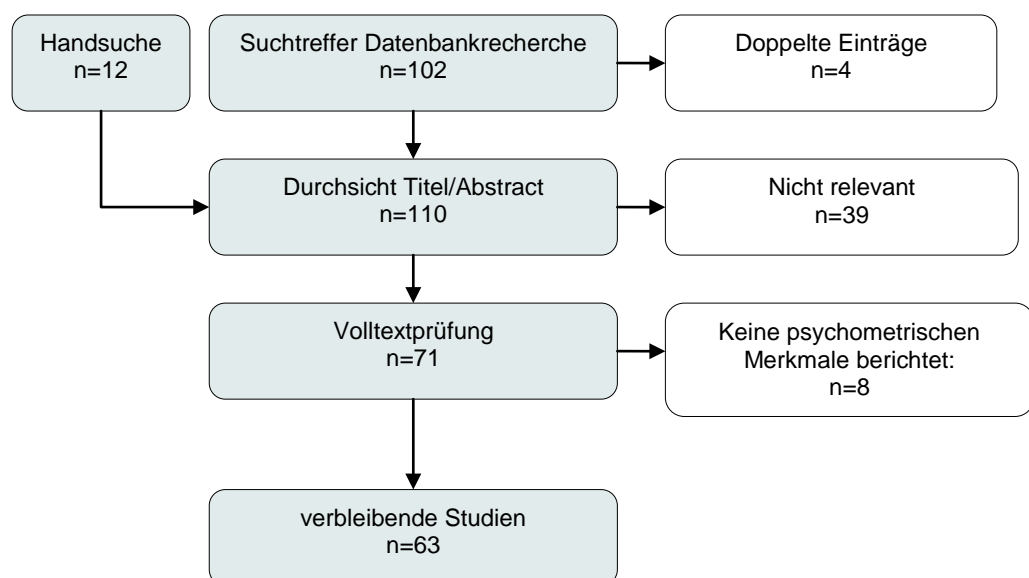 Handsuche
n=12
Suchtreffer Datenbankrecherche
n=102
Doppelte Einträge
n=4
Durchsicht Titel/Abstract
n=110
Nicht relevant
n=39
Volltextprüfung
n=71
Keine psychometrischen
Merkmale berichtet:
n=8
verbleibende Studien
n=63